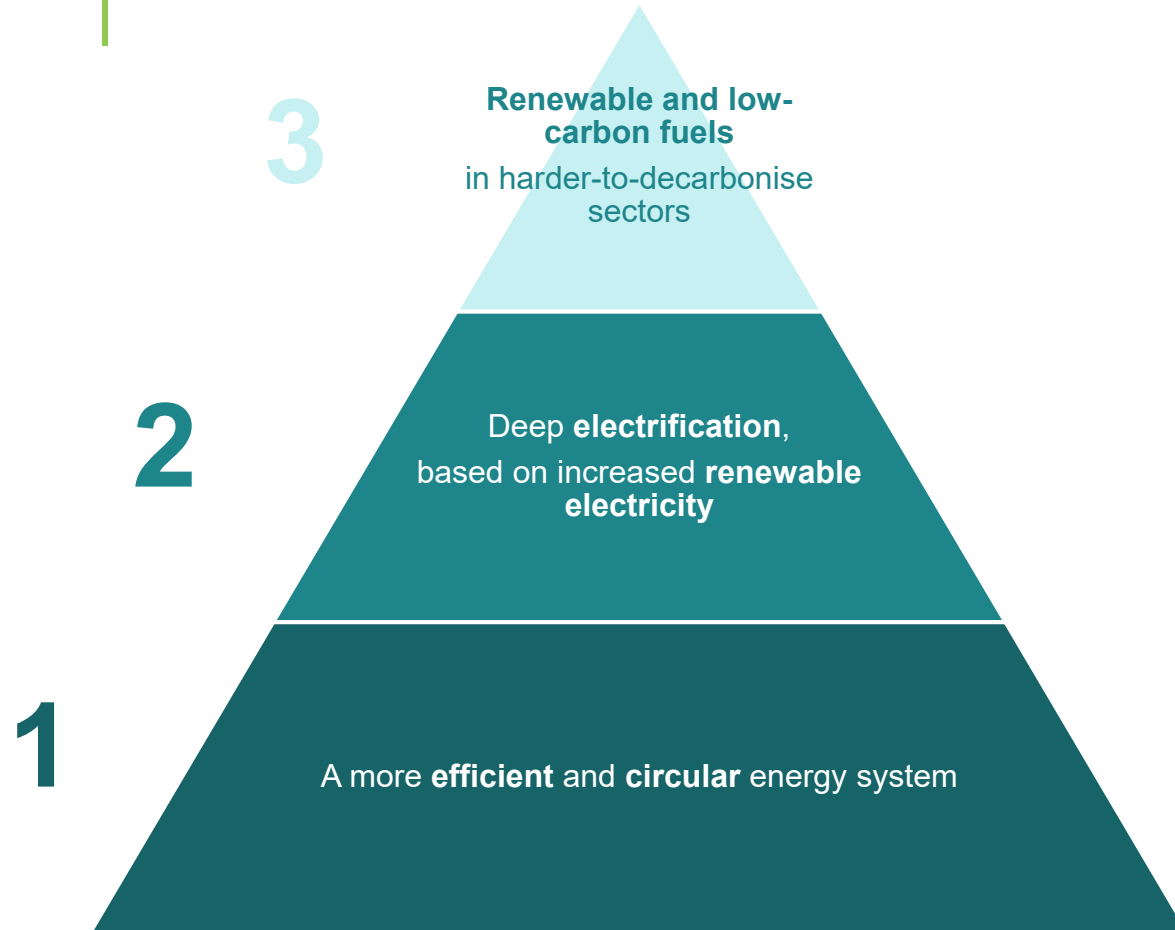 3
Renewable and low-
carbon fuels
in harder-to-decarbonise
sectors
2
Deep electrification,
based on increased renewable
electricity
1
A more efficient and circular energy system